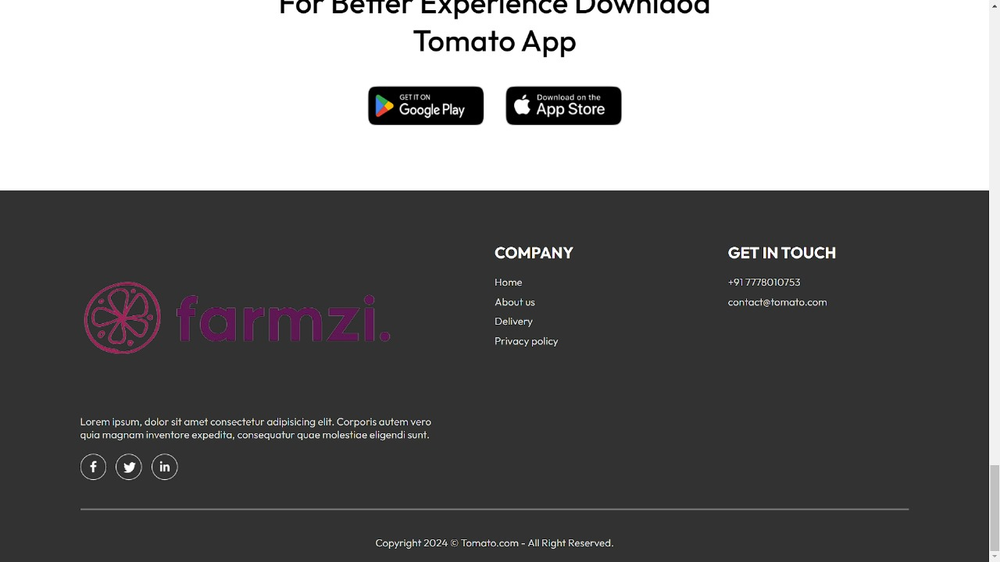 For Better Experience Download
Tomato App
GET IT ON
Google Play
Download on the
App Store
farmzi.
COMPANY
Home
About us
Delivery
Privacy policy
GET IN TOUCH
+91 7778010753
contact@tomato.com
Lorem ipsum, dolor sit amet consectetur adipisicing elit. Corporis autem vero
quia magnam inventore expedita, consequatur quae molestiae eligendi sunt.
f
in
Copyright 2024 © Tomato.com - All Right Reserved.